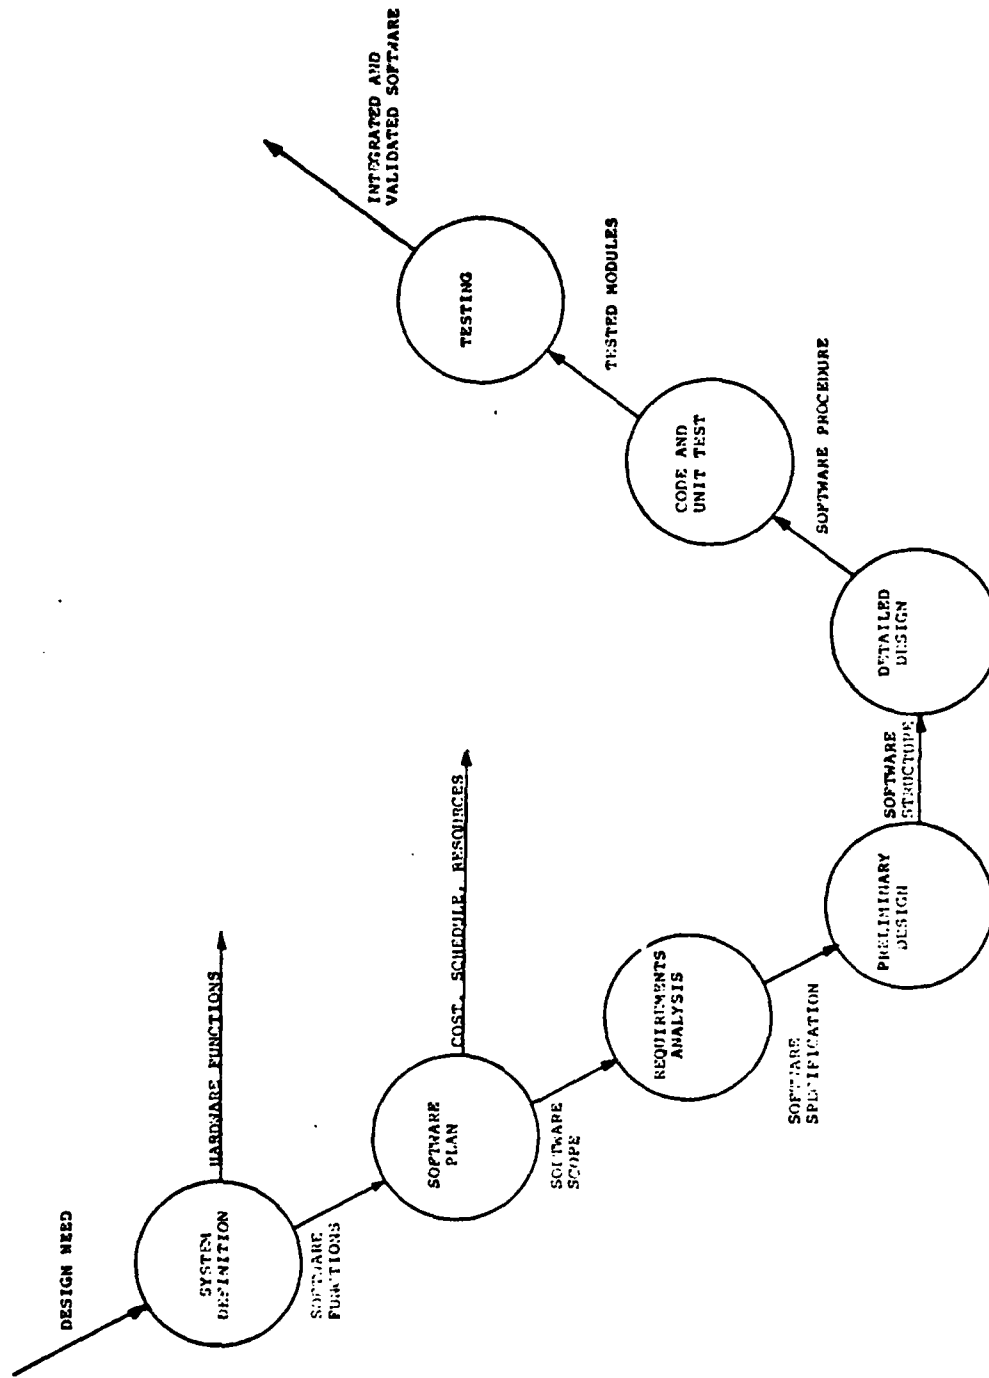 DESIGN NEED
SYSTEM
DEFINITION
HARDWARE FUNCTIONS
SOFTWARE
FUNCTIONS
SOFTWARE
PLAN
COST, SCHEDULE, RESOURCES
SOFTWARE
SCOPE
REQUIREMENTS
ANALYSIS
SOFTWARE
SPECIFICATION
PRELIMINARY
DESIGN
SOFTWARE
STRUCTURE
DETAILED
DESIGN
SOFTWARE PROCEDURE
CODE AND
UNIT TEST
TESTED MODULES
TESTING
INTEGRATED AND
VALIDATED SOFTWARE